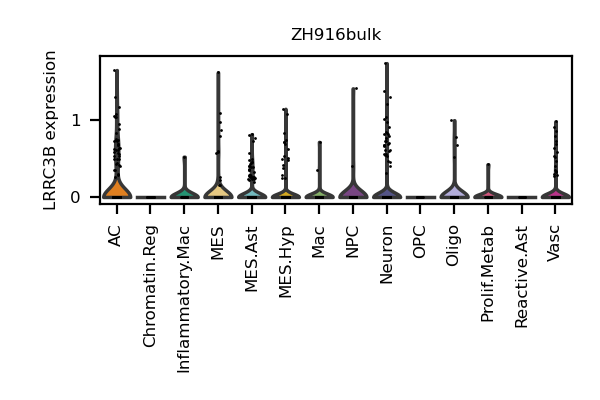 ZH916bulk
LRRC3B expression
1
0
AC
Chromatin.Reg
Inflammatory.Mac
MES
MES.Ast
MES.Hyp
Mac
NPC
Neuron
OPC
Oligo
Prolif.Metab
Reactive.Ast
Vasc